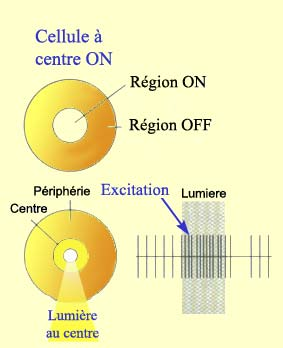 Cellule à
centre ON
Région ON
Région OFF
Périphérie
Excitation
Lumiere
Centre
Lumière
au centre